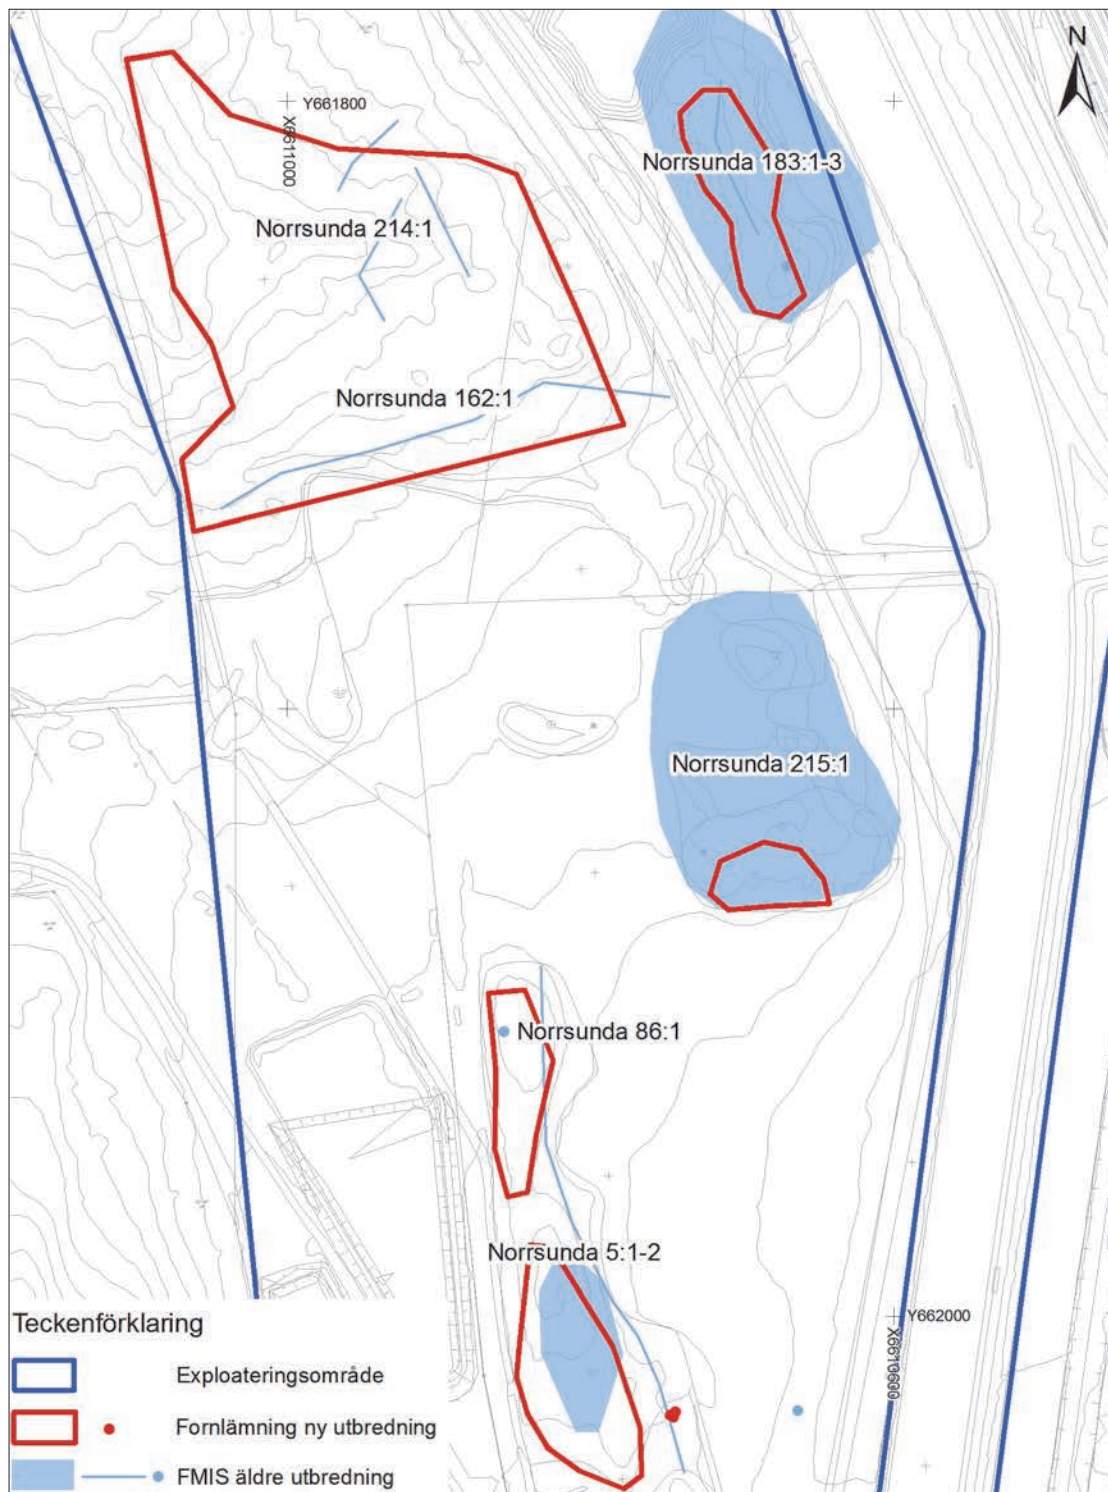 N
Y661800
X6611000
Norrsunda 183:1-3
Norrsunda 214:1
Norrsunda 162:1
Norrsunda 215:1
Norrsunda 86:1
Norrsunda 5:1-2
Y662000
X6610600
Teckenförklaring
Exploateringsområde
Fornlämning ny utbredning
FMIS äldre utbredning